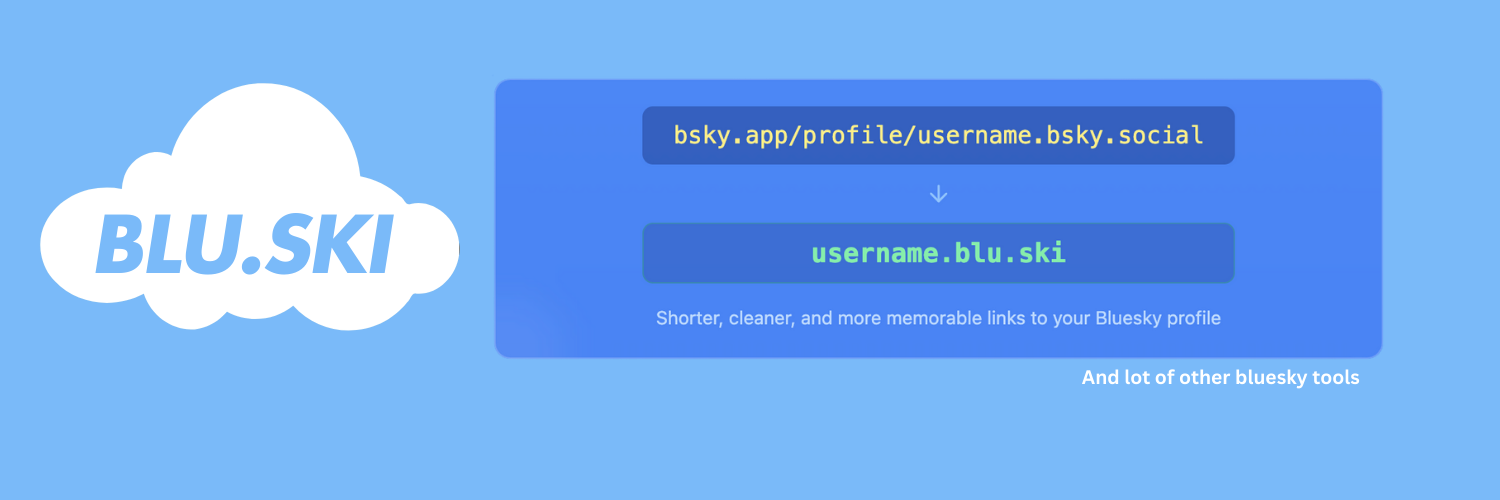 BLU.SKI
bsky.app/profile/username.bsky.social
↓
username.blu.ski
Shorter, cleaner, and more memorable links to your Bluesky profile
And lot of other bluesky tools